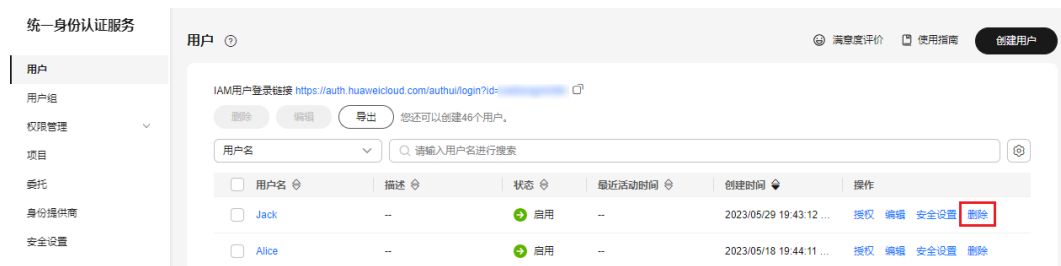 统一身份认证服务
用户
用户组
权限管理
项目
委托
身份提供商
安全设置
用户
满意度评价 使用指南 创建用户
IAM用户登录链接 https://auth.huaweicloud.com/authui/login?id=
删除 编辑 导出 您还可以创建46个用户。
用户名 请输入用户名进行搜索
用户名 描述 状态 最近活动时间 创建时间 操作
Jack -- 启用 -- 2023/05/29 19:43:12 ... 授权 编辑 安全设置 删除
Alice -- 启用 -- 2023/05/18 19:44:11 ... 授权 编辑 安全设置 删除